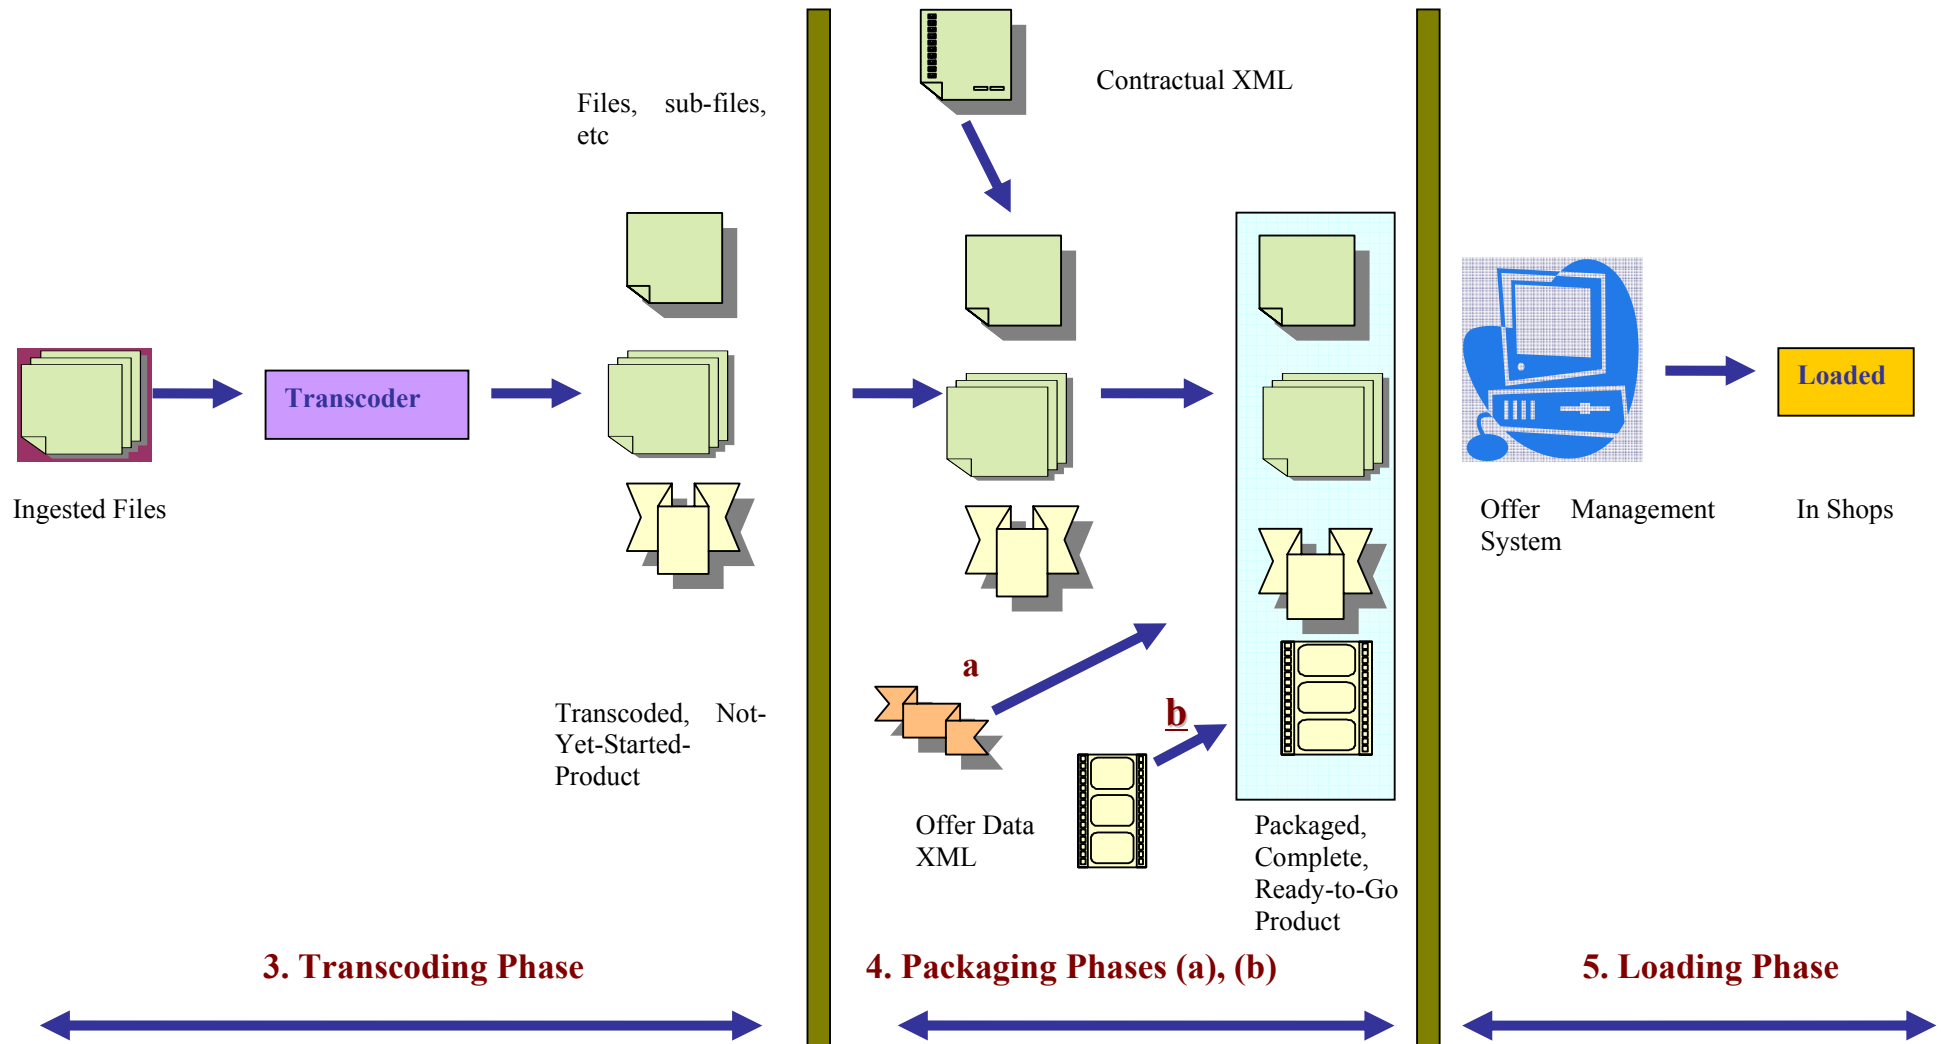 Files, sub-files,
etc
Transcoder
Ingested Files
Transcoded, Not-
Yet-Started-
Product
3. Transcoding Phase
Contractual XML
a
b
Offer Data
XML
Packaged,
Complete,
Ready-to-Go
Product
4. Packaging Phases (a), (b)
Loaded
Offer Management
System
In Shops
5. Loading Phase